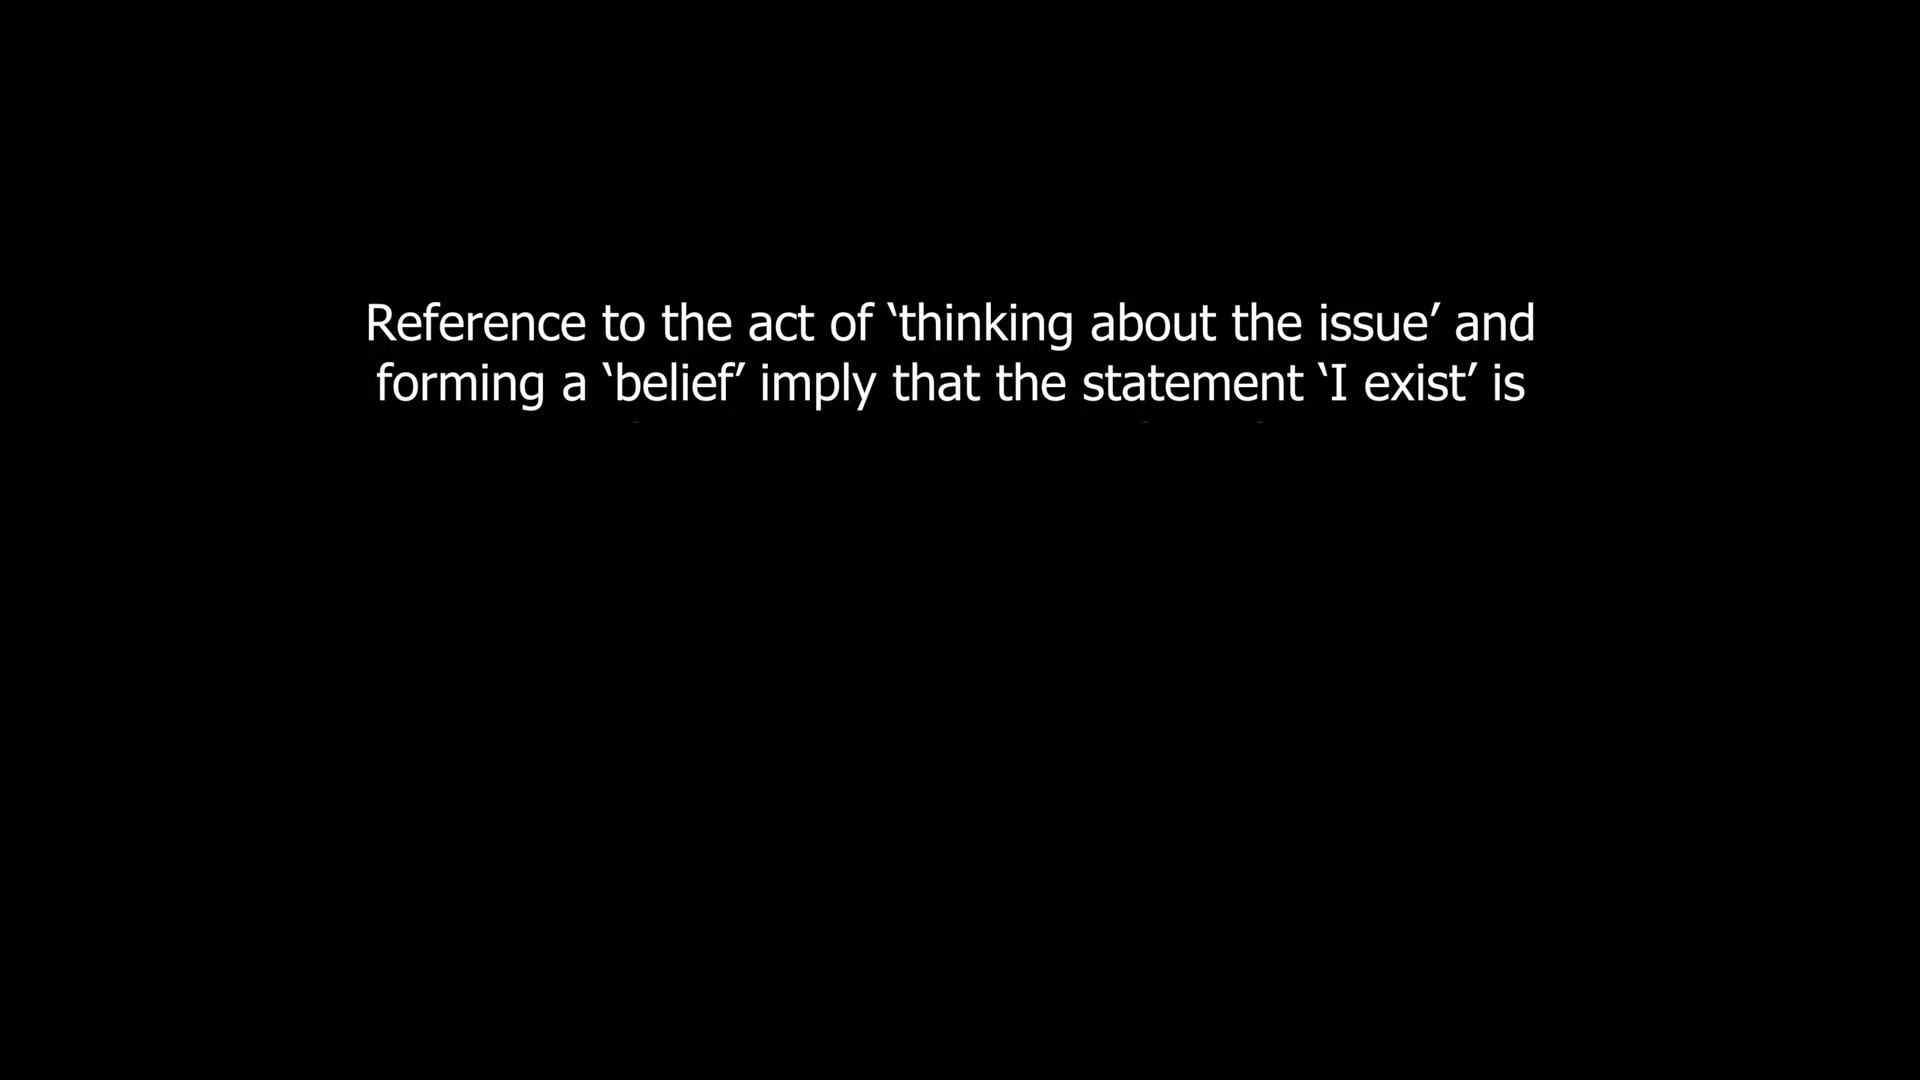 Reference to the act of ‘thinking about the issue’ and
forming a ‘belief’ imply that the statement ‘I exist’ is